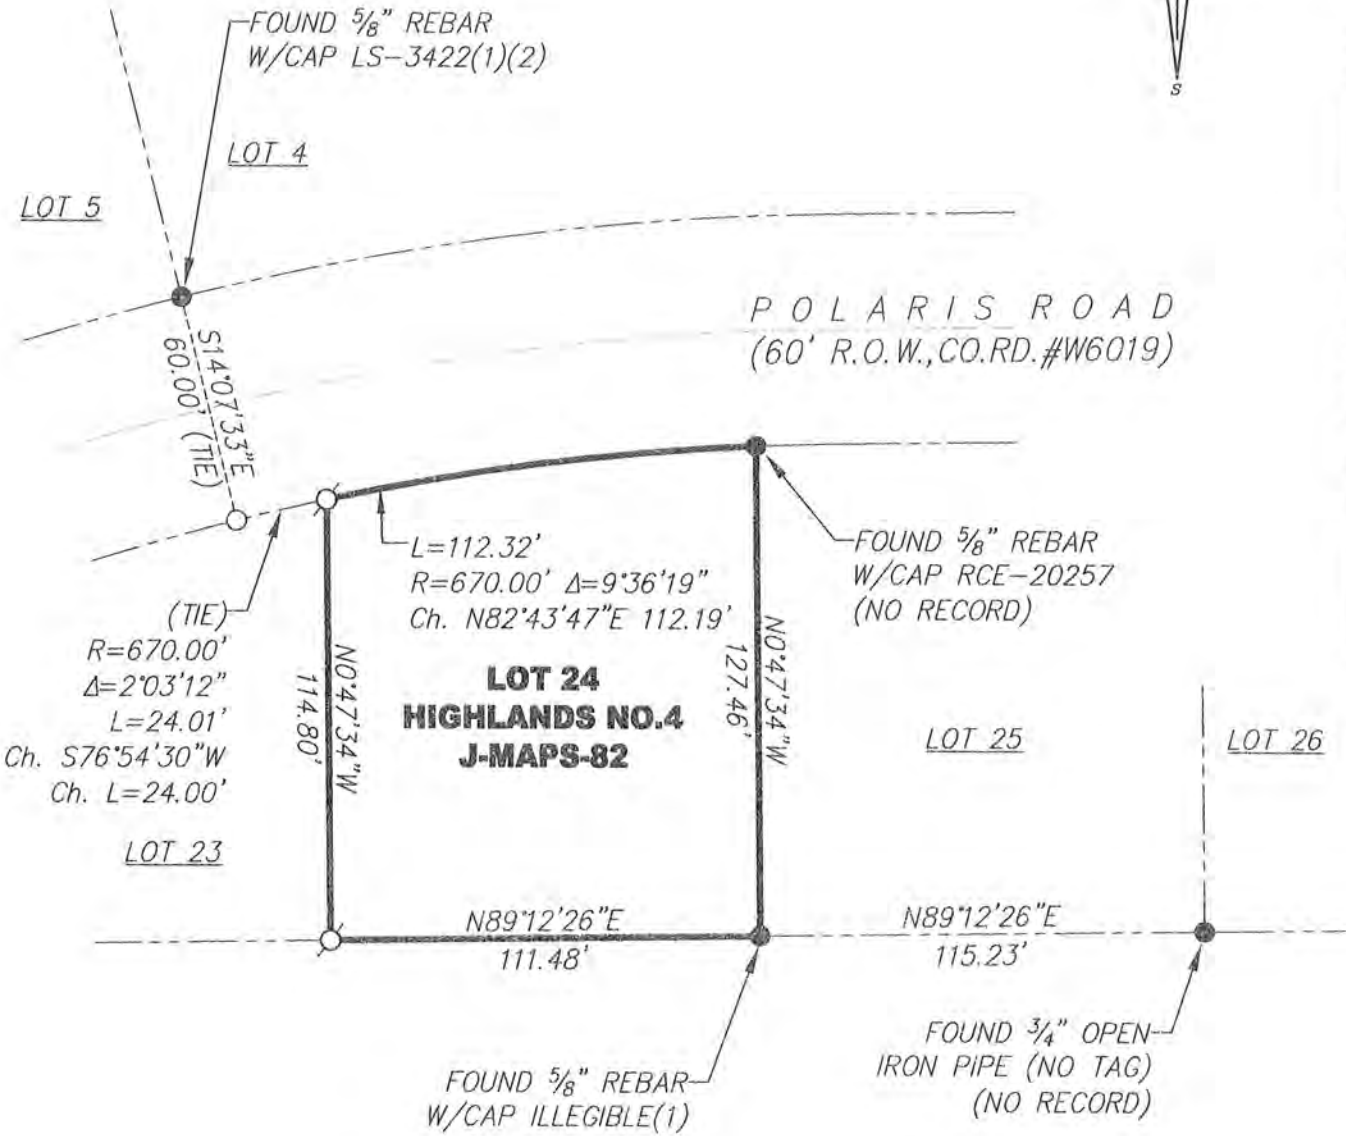 FOUND 5/8" REBAR
W/CAP LS-3422(1)(2)
S
LOT 4
LOT 5
POLARIS ROAD
(60' R.O.W.,CO.RD.#W6019)
S14°07'33"E
60.00' (TIE)
L=112.32'
R=670.00' Δ=9°36'19"
Ch. N82°43'47"E 112.19'
FOUND 5/8" REBAR
W/CAP RCE-20257
(NO RECORD)
(TIE)
R=670.00'
Δ=2°03'12"
L=24.01'
Ch. S76°54'30"W
Ch. L=24.00'
N0°47'34"W
114.80'
LOT 24
HIGHLANDS NO.4
J-MAPS-82
N0°47'34"W
127.46'
LOT 25
LOT 26
LOT 23
N89°12'26"E
111.48'
N89°12'26"E
115.23'
FOUND 3/4" OPEN
IRON PIPE (NO TAG)
(NO RECORD)
FOUND 5/8" REBAR
W/CAP ILLEGIBLE(1)